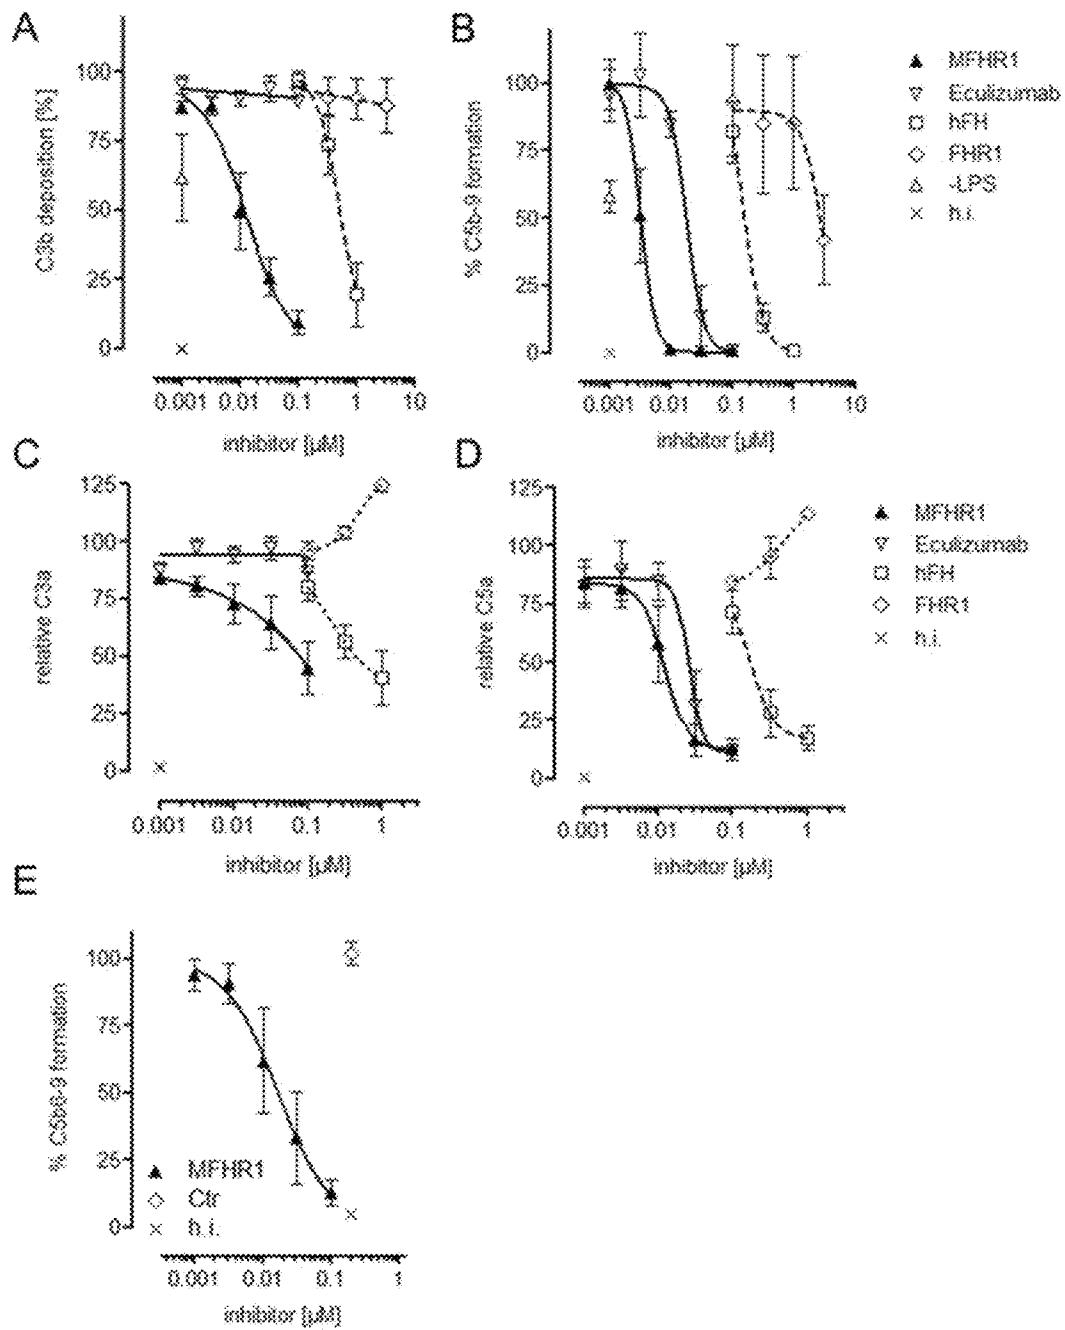 A
C3b deposition [%]
100
75
50
25
0
0.001 0.01 0.1 1 10
inhibitor [µM]
B
% C5b-9 formation
100
75
50
25
0
0.001 0.01 0.1 1 10
inhibitor [µM]
MFHR1
Eculizumab
hFH
FHR1
-LPS
h.i.
C
relative C3a
125
100
75
50
25
0
0.001 0.01 0.1 1
inhibitor [µM]
D
relative C5a
125
100
75
50
25
0
0.001 0.01 0.1 1
inhibitor [µM]
MFHR1
Eculizumab
hFH
FHR1
h.i.
E
% C5b6-9 formation
100
75
50
25
0
MFHR1
Ctr
h.i.
0.001 0.01 0.1 1
inhibitor [µM]